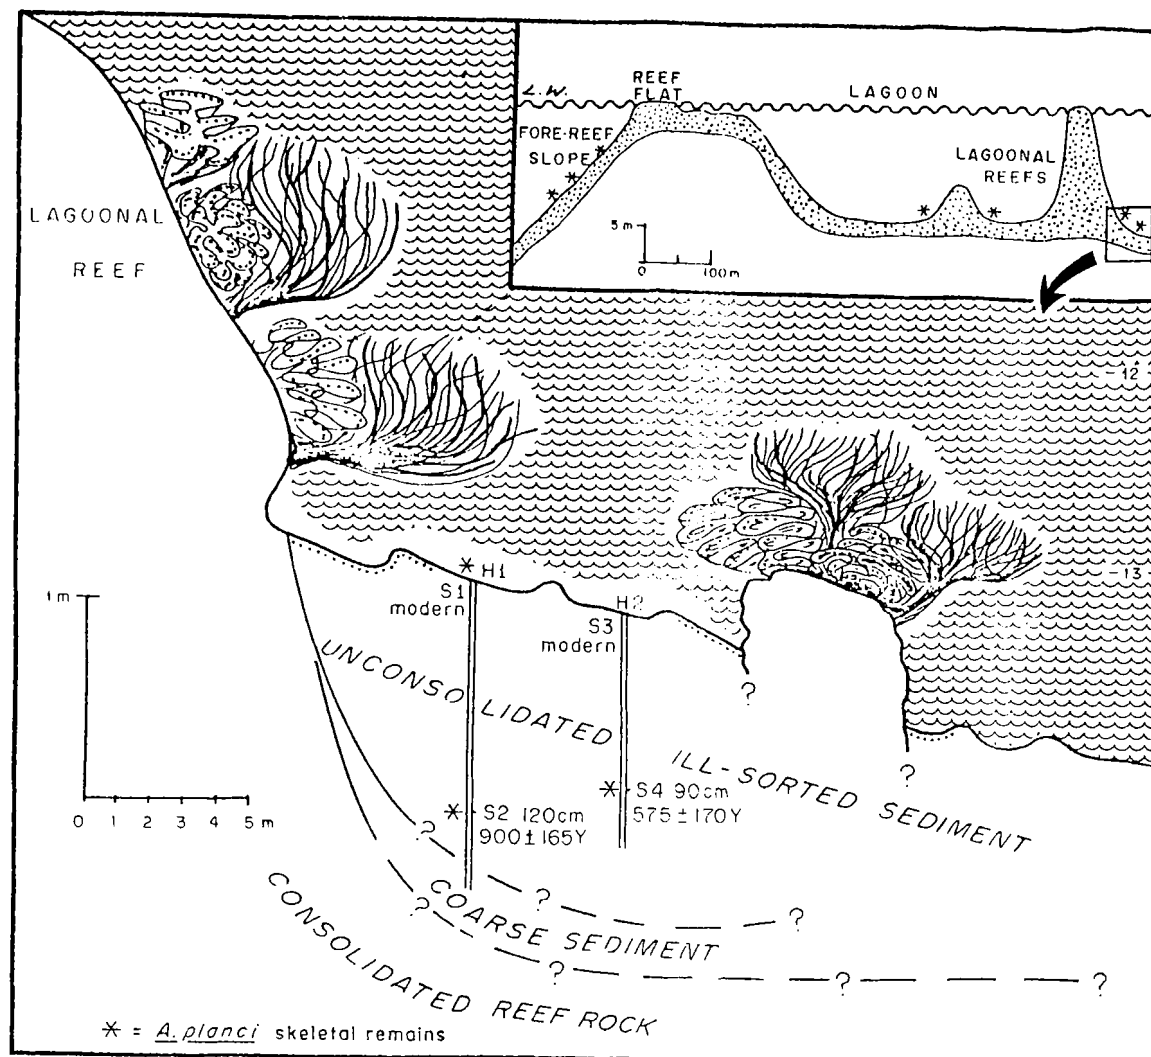 L.W.
REEF
FLAT
LAGOON
FORE-REEF
SLOPE
LAGOONAL
REEFS
5 m
0 100m
LAGOONAL
REEF
12
13
1 m
0 1 2 3 4 5 m
* H1
S1
modern
H2
S3
modern
UNCONSOLIDATED
ILL-SORTED SEDIMENT
* S2 120cm
900 ± 165Y
* S4 90cm
575 ± 170Y
? ? ? ? ?
COARSE SEDIMENT
? ? ? ?
CONSOLIDATED REEF ROCK
* = A. planci skeletal remains